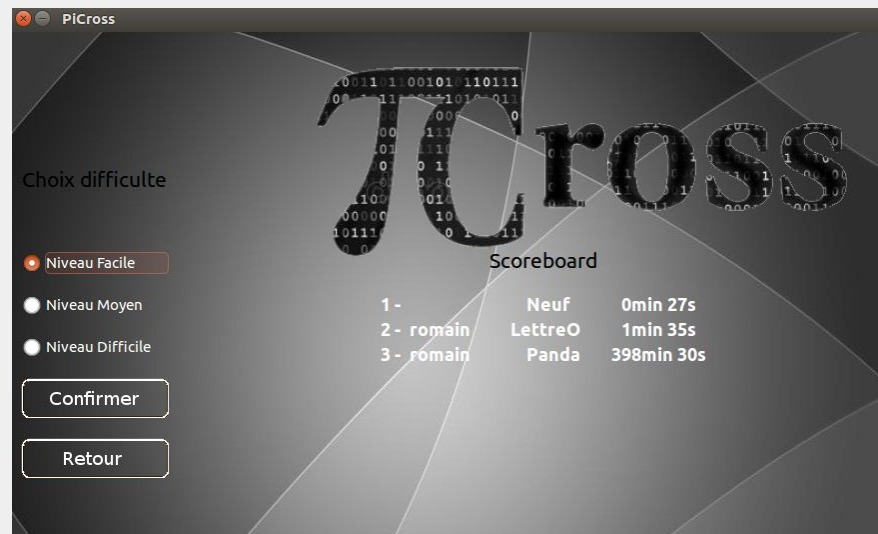 PiCross
πcross
Choix difficulte
Niveau Facile
Niveau Moyen
Niveau Difficile
Confirmer
Retour
Scoreboard
1 - Neuf 0min 27s
2 - romain LettreO 1min 35s
3 - romain Panda 398min 30s